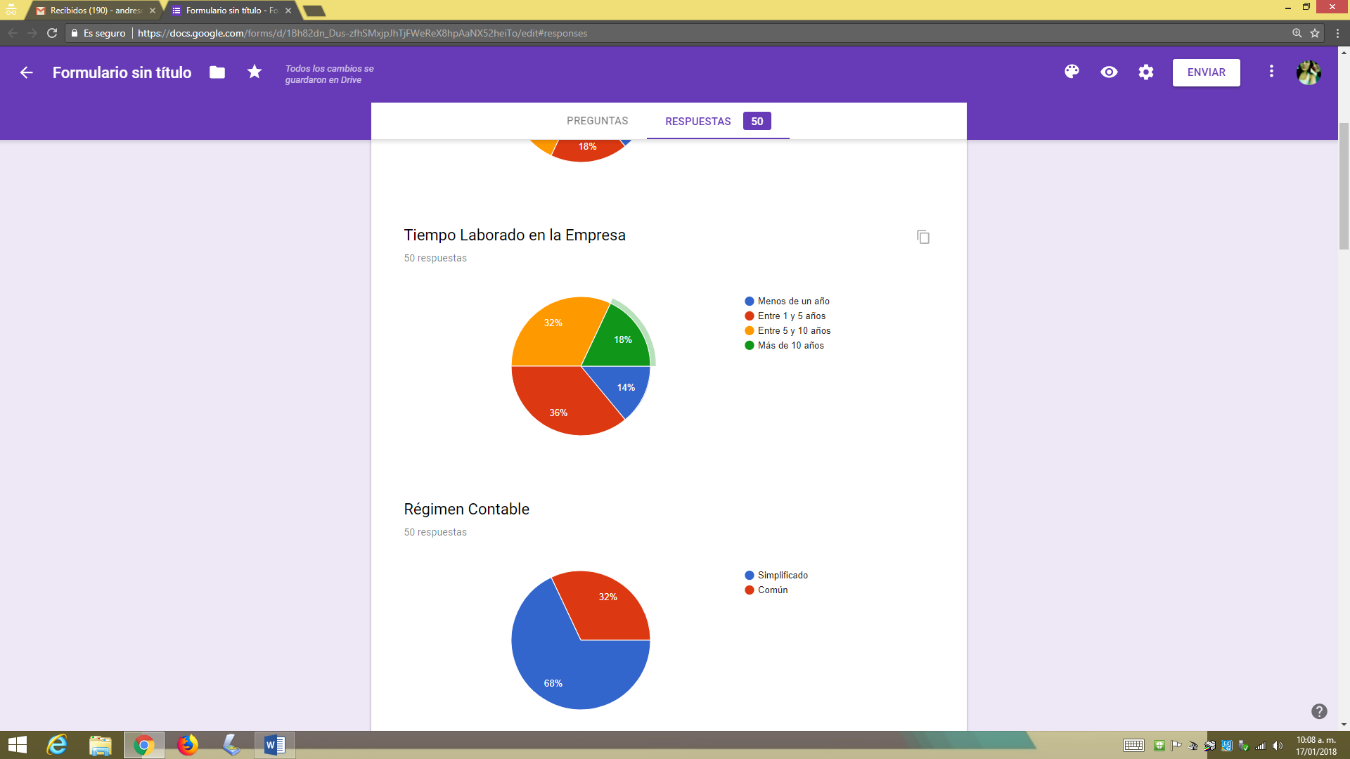 Recibidos (190) - andres
Formulario sin título - Fo
Es seguro
https://docs.google.com/forms/d/1Bh82dn_Dus-zfhSMxjpJhTjFWeReX8hpAaNX52heiTo/edit#responses
Formulario sin título
Todos los cambios se
guardaron en Drive
ENVIAR
PREGUNTAS
RESPUESTAS 50
18%
Tiempo Laborado en la Empresa
50 respuestas
32%
18%
14%
36%
Menos de un año
Entre 1 y 5 años
Entre 5 y 10 años
Más de 10 años
Régimen Contable
50 respuestas
32%
68%
Simplificado
Común
10:08 a. m.
17/01/2018